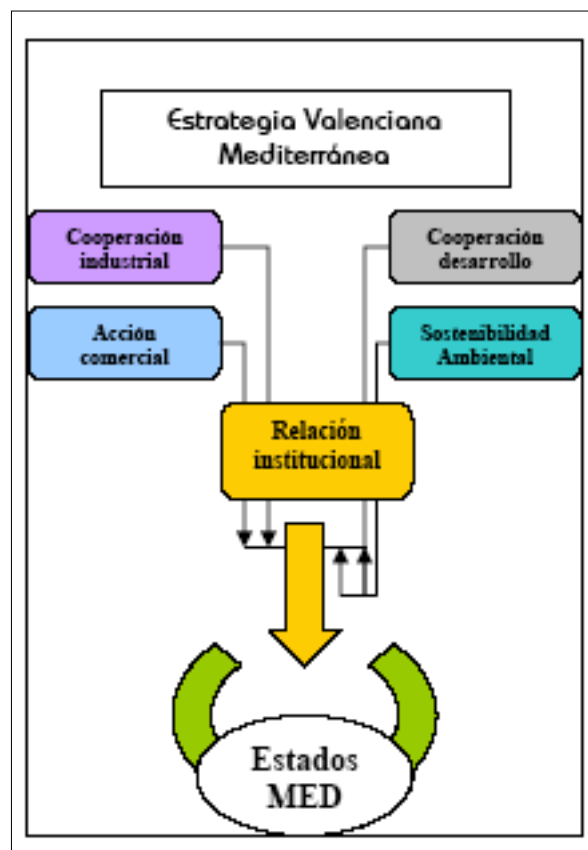 Estrategia Valenciana
Mediterránea
Cooperación
industrial
Cooperación
desarrollo
Acción
comercial
Sostenibilidad
Ambiental
Relación
institucional
Estados
MED